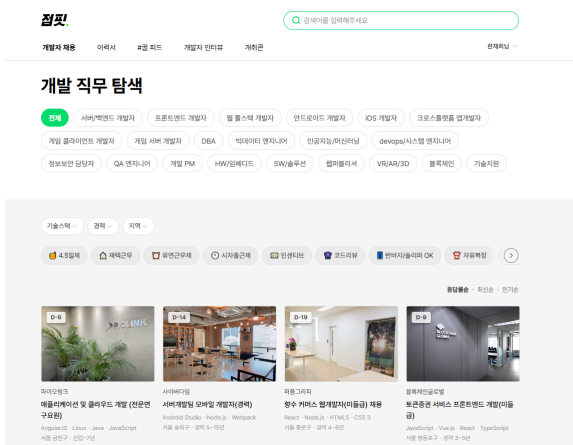 점핏.
검색어를 입력해주세요
개발자 채용 이력서 #꿀 피드 개발자 인터뷰 개취콘
한재희님
개발 직무 탐색
전체 서버/백엔드 개발자 프론트엔드 개발자 웹 풀스택 개발자 안드로이드 개발자 iOS 개발자 크로스플랫폼 앱개발자
게임 클라이언트 개발자 게임 서버 개발자 DBA 빅데이터 엔지니어 인공지능/머신러닝 devops/시스템 엔지니어
정보보안 담당자 QA 엔지니어 개발 PM HW/임베디드 SW/솔루션 웹퍼블리셔 VR/AR/3D 블록체인 기술지원
기술스택 경력 지역
4.5일제 재택근무 유연근무제 시차출근제 인센티브 코드리뷰 반바지/슬리퍼 OK 자유복장
응답률순 · 최신순 · 인기순
D-6
PIOLINK
파이오링크
애플리케이션 및 클라우드 개발 (전문연구요원)
AngularJS · Linux · Java · JavaScript
서울 금천구 · 신입~7년
D-14
사이버다임
서버개발팀 모바일 개발자(경력)
Android Studio · Node.js · Webpack
서울 송파구 · 경력 5~15년
D-19
퍼퓸그라피
향수 커머스 웹개발자(미들급) 채용
React · Node.js · HTML5 · CSS 3
서울 종로구 · 경력 4~6년
D-9
BLOCKCHAIN
GLOBAL
블록체인글로벌
토큰증권 서비스 프론트엔드 개발(미들급)
JavaScript · Vue.js · React · TypeScript
서울 영등포구 · 경력 3~5년